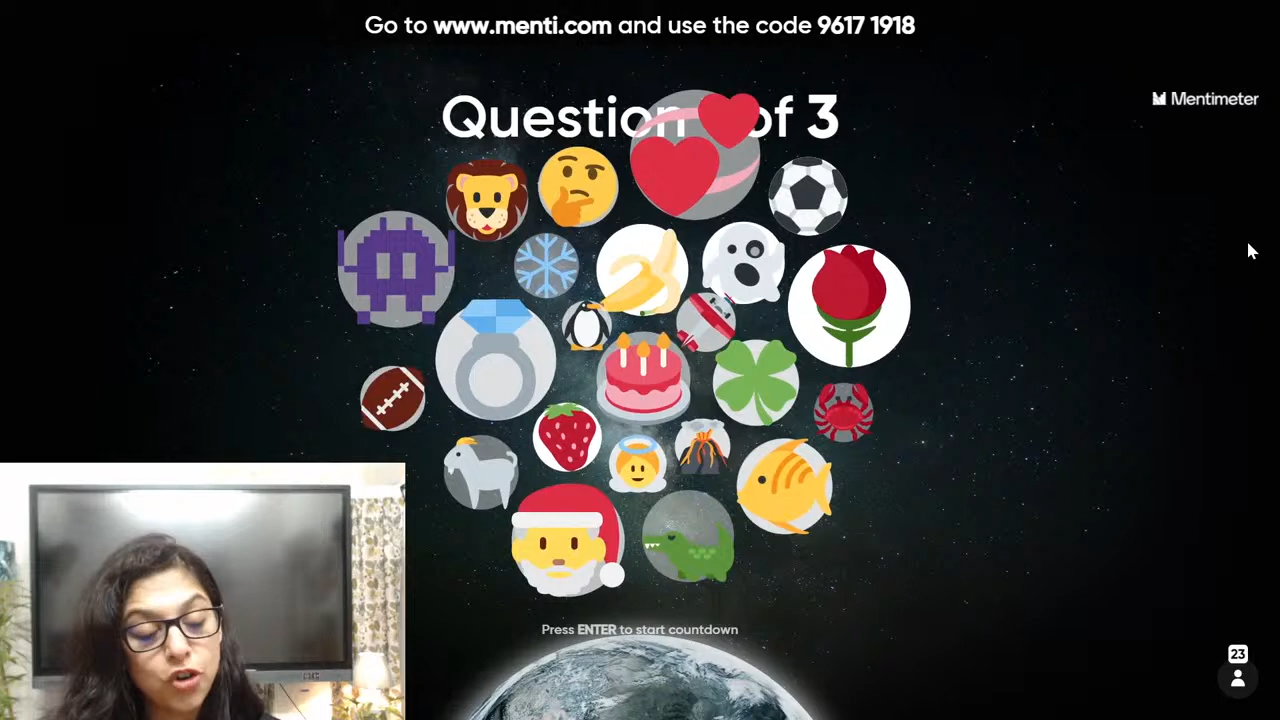 Go to www.menti.com and use the code 9617 1918
Mentimeter
Question of 3
Press ENTER to start countdown
23